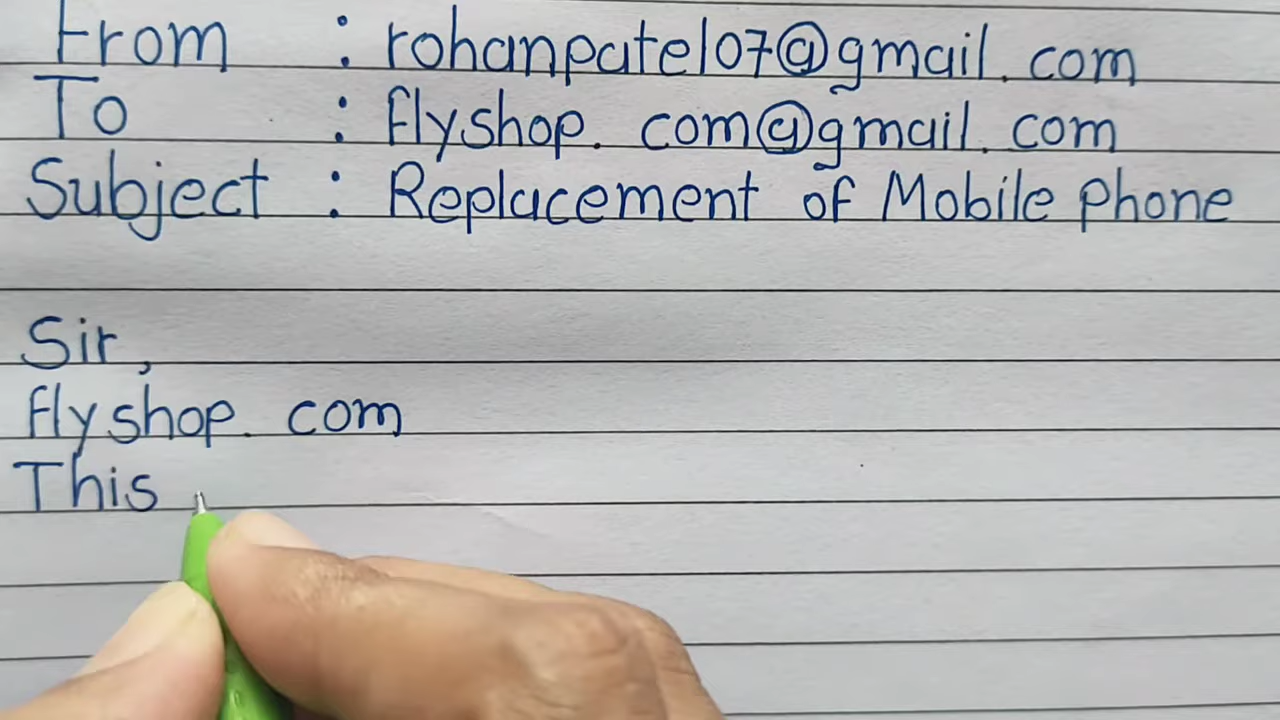 From : rohanpatel07@gmail.com
To : flyshop.com@gmail.com
Subject : Replacement of Mobile phone
Sir,
flyshop.com
This